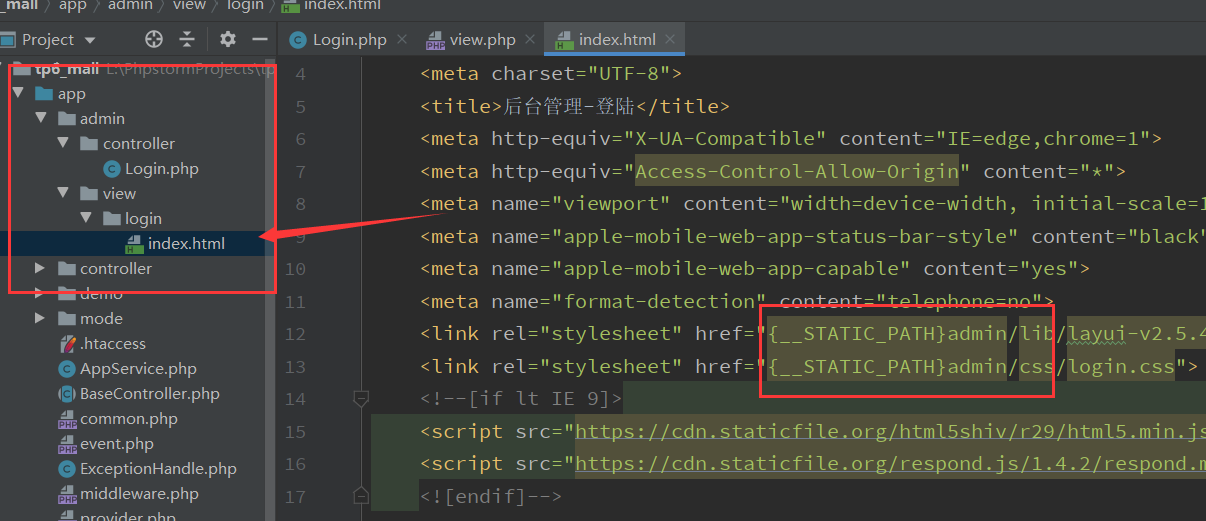 _mall 〉 app 〉 admin 〉 view 〉 login 〉 index.html
Project
Login.php
view.php
index.html
tp6_mall L:\PhpstormProjects\tp
app
admin
controller
Login.php
view
login
index.html
controller
demo
mode
.htaccess
AppService.php
BaseController.php
common.php
event.php
ExceptionHandle.php
middleware.php
provider.php
4 <meta charset="UTF-8">
5 <title>后台管理-登陆</title>
6 <meta http-equiv="X-UA-Compatible" content="IE=edge,chrome=1">
7 <meta http-equiv="Access-Control-Allow-Origin" content="*">
8 <meta name="viewport" content="width=device-width, initial-scale=1
9 <meta name="apple-mobile-web-app-status-bar-style" content="black"
10 <meta name="apple-mobile-web-app-capable" content="yes">
11 <meta name="format-detection" content="telephone=no">
12 <link rel="stylesheet" href="{__STATIC_PATH}admin/lib/layui-v2.5.4
13 <link rel="stylesheet" href="{__STATIC_PATH}admin/css/login.css">
14 <!--[if lt IE 9]>
15 <script src="https://cdn.staticfile.org/html5shiv/r29/html5.min.js
16 <script src="https://cdn.staticfile.org/respond.js/1.4.2/respond.m
17 <![endif]-->